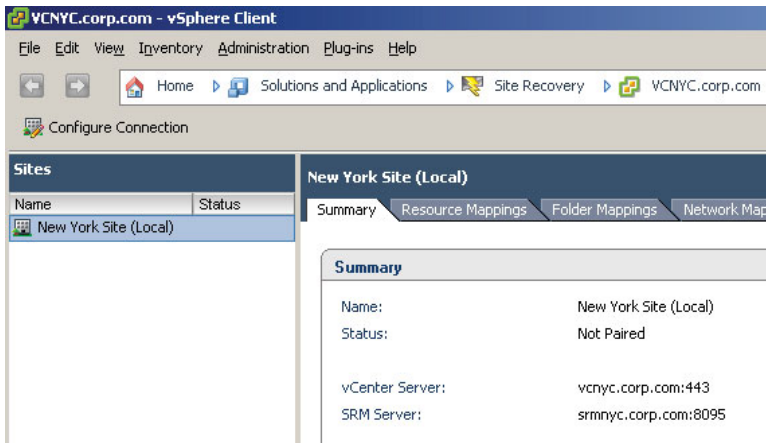 VCNYC.corp.com - vSphere Client
File Edit View Inventory Administration Plug-ins Help
Home Solutions and Applications Site Recovery VCNYC.corp.com
Configure Connection
Sites
New York Site (Local)
Name Status
Summary Resource Mappings Folder Mappings Network Map
New York Site (Local)
Summary
Name: New York Site (Local)
Status: Not Paired
vCenter Server: vcnyc.corp.com:443
SRM Server: srmnyc.corp.com:8095